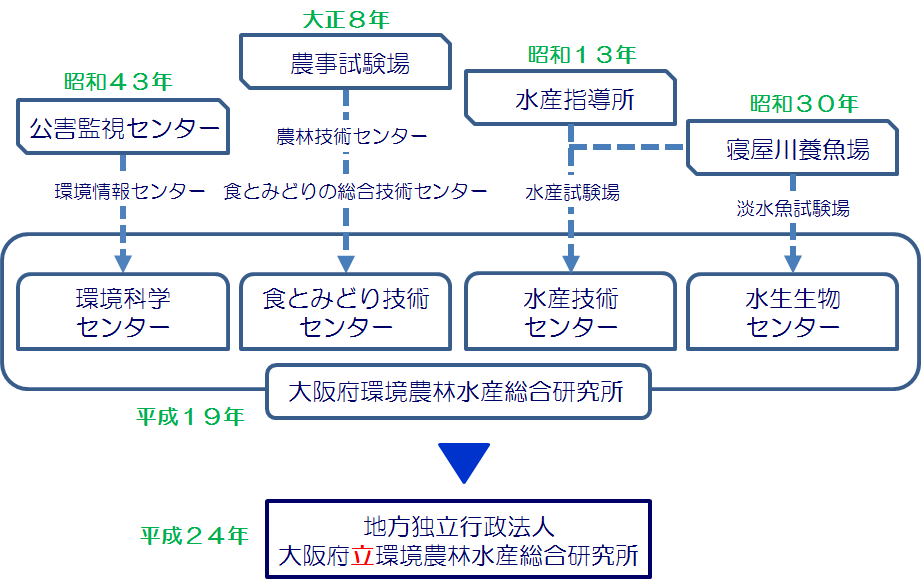 大正８年
農事試験場
昭和１３年
水産指導所
昭和４３年
公害監視センター
昭和３０年
寝屋川養魚場
農林技術センター
環境情報センター
食とみどりの総合技術センター
水産試験場
淡水魚試験場
環境科学
センター
食とみどり技術
センター
水産技術
センター
水生生物
センター
大阪府環境農林水産総合研究所
平成１９年
平成２４年
地方独立行政法人
大阪府立環境農林水産総合研究所